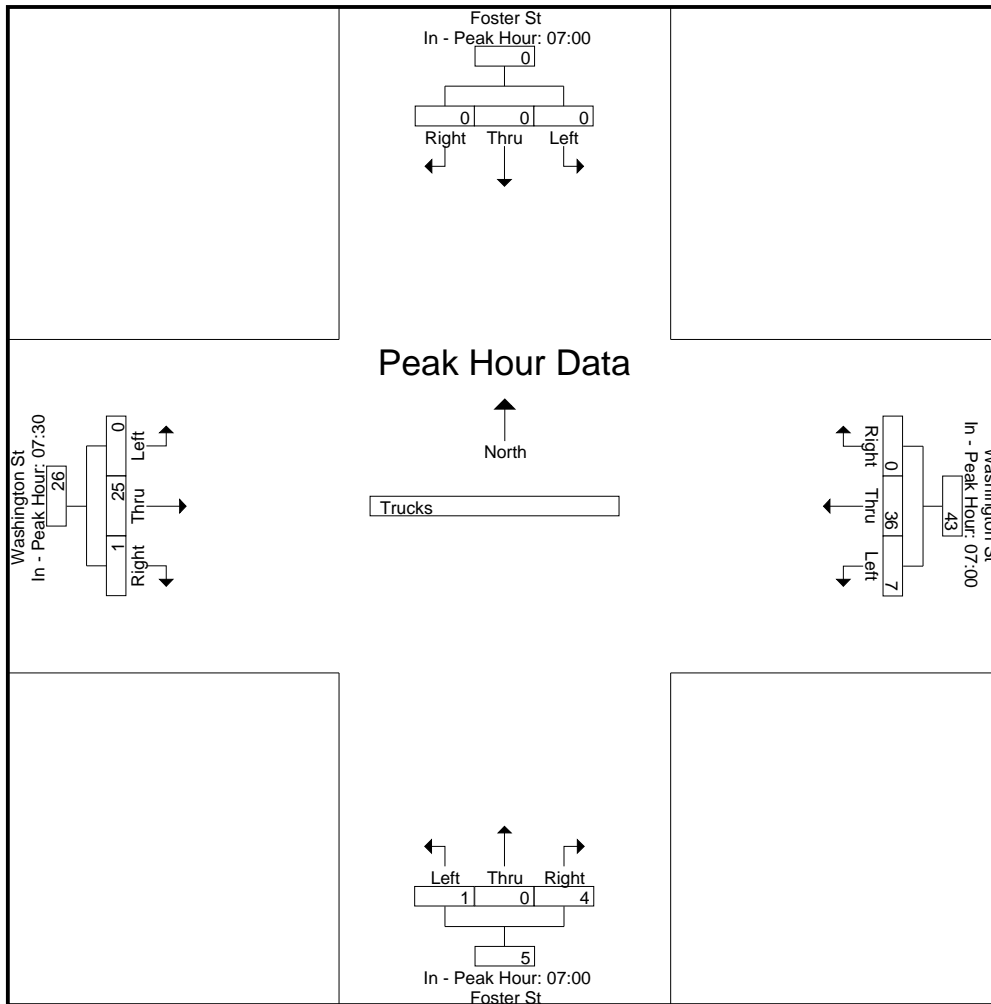 Foster St
In - Peak Hour: 07:00
0
0 0 0
Right Thru Left
Peak Hour Data
North
Trucks
Washington St
In - Peak Hour: 07:30
26
0 25 1
Left Thru Right
Washington St
In - Peak Hour: 07:00
43
0 36 7
Right Thru Left
Left Thru Right
1 0 4
5
In - Peak Hour: 07:00
Foster St